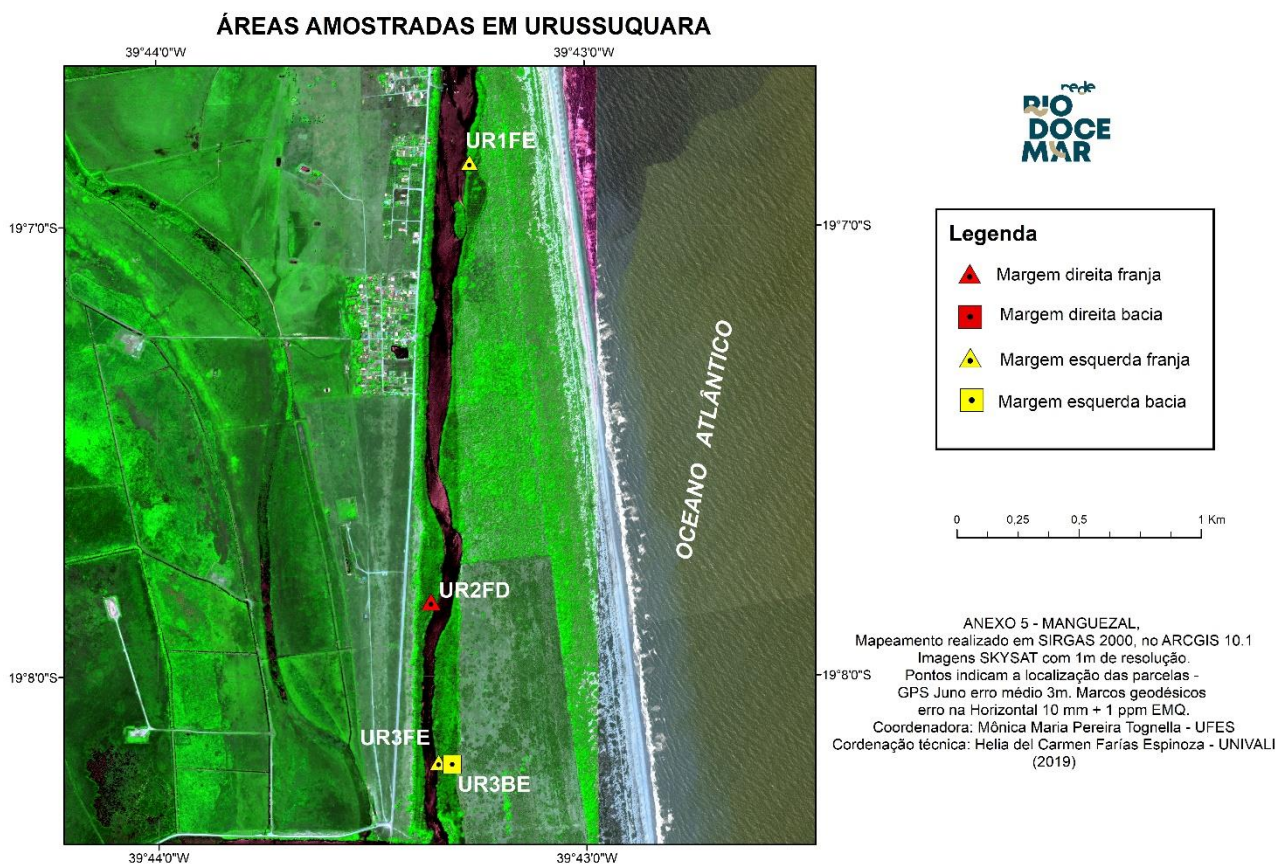 ÁREAS AMOSTRADAS EM URUSSUQUARA
39°44'0"W
39°43'0"W
UR1FE
19°7'0"S
19°7'0"S
OCEANO ATLÂNTICO
UR2FD
19°8'0"S
19°8'0"S
UR3FE
UR3BE
39°44'0"W
39°43'0"W
rede
RIO
DOCE
MAR
Legenda
Margem direita franja
Margem direita bacia
Margem esquerda franja
Margem esquerda bacia
0 0,25 0,5 1 Km
ANEXO 5 - MANGUEZAL,
Mapeamento realizado em SIRGAS 2000, no ARCGIS 10.1
Imagens SKYSAT com 1m de resolução.
Pontos indicam a localização das parcelas -
GPS Juno erro médio 3m. Marcos geodésicos
erro na Horizontal 10 mm + 1 ppm EMQ.
Coordenadora: Mônica Maria Pereira Tognella - UFES
Cordenação técnica: Helia del Carmen Farías Espinoza - UNIVALI
(2019)